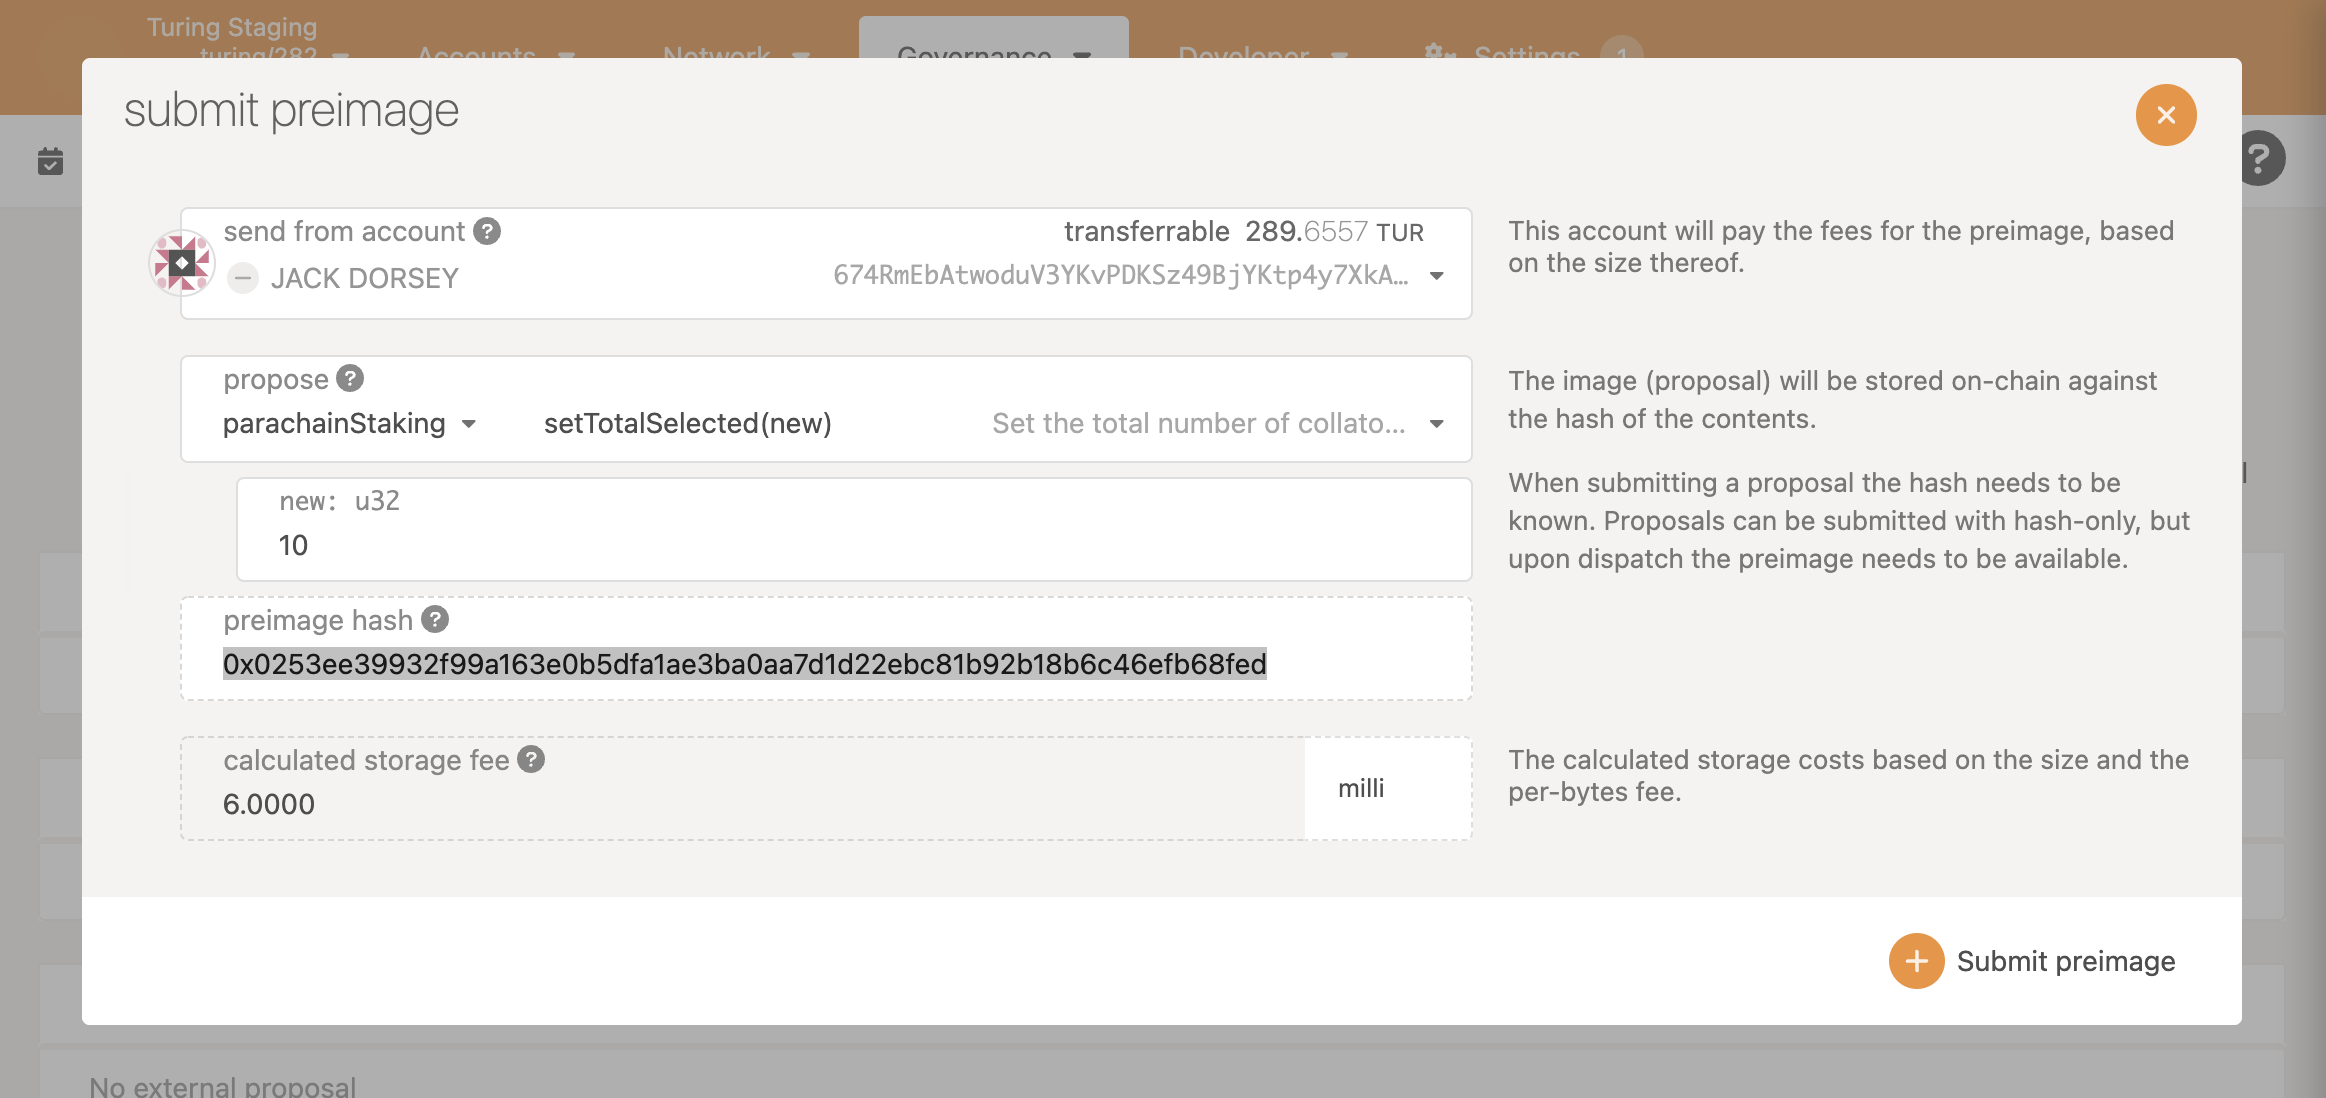 Turing Staging
turing/282
Accounts
Network
Governance
Developer
Settings
1
submit preimage
send from account
transferrable 289.6557 TUR
JACK DORSEY
674RmEbAtwoduV3YKvPDKSz49BjYKtp4y7XkA...
This account will pay the fees for the preimage, based
on the size thereof.
propose
parachainStaking
setTotalSelected(new)
Set the total number of collato...
The image (proposal) will be stored on-chain against
the hash of the contents.
new: u32
10
When submitting a proposal the hash needs to be
known. Proposals can be submitted with hash-only, but
upon dispatch the preimage needs to be available.
preimage hash
0x0253ee39932f99a163e0b5dfa1ae3ba0aa7d1d22ebc81b92b18b6c46efb68fed
calculated storage fee
6.0000
milli
The calculated storage costs based on the size and the
per-bytes fee.
Submit preimage
No external proposal